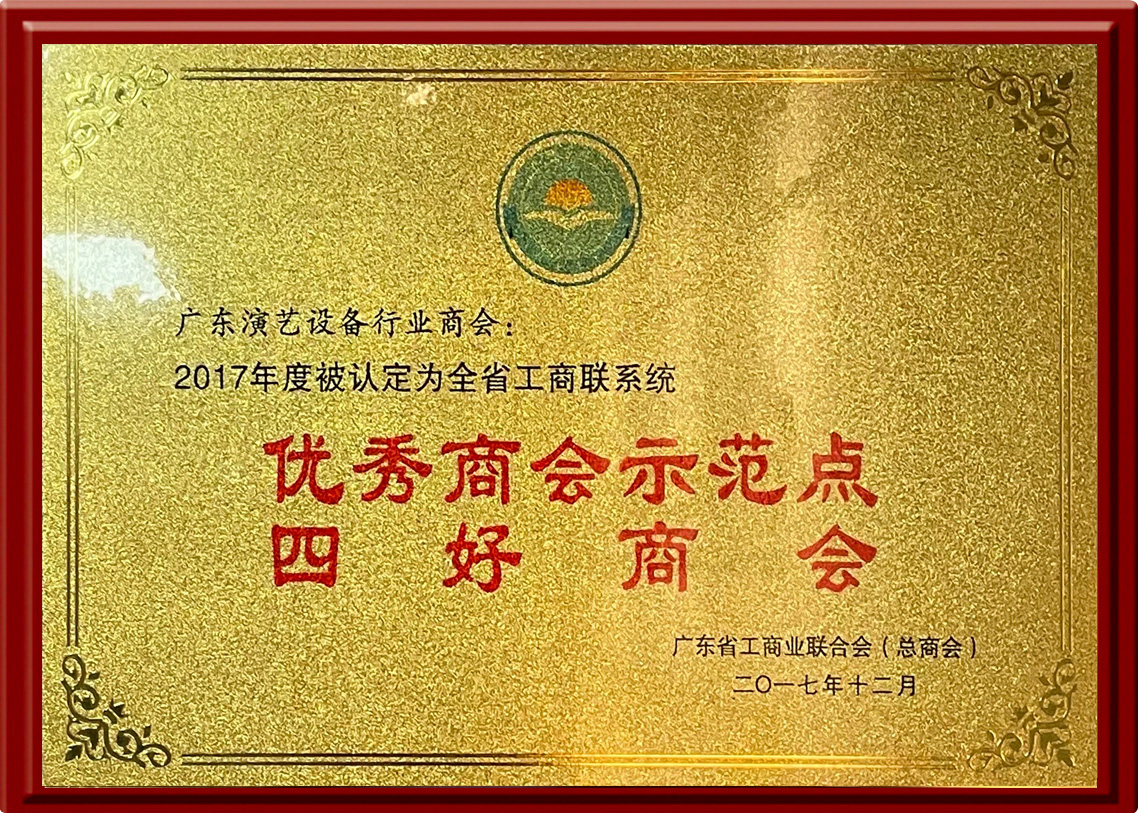 广东演艺设备行业商会：
2017年度被认定为全省工商联系统
优秀商会示范点
四好商会
广东省工商业联合会（总商会）
二〇一七年十二月